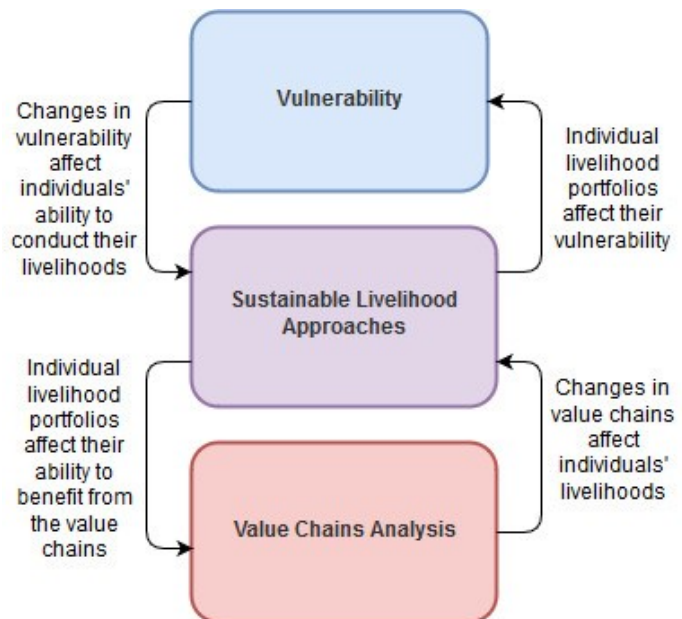 Vulnerability
Changes in
vulnerability
affect
individuals'
ability to
conduct their
livelihoods
Individual
livelihood
portfolios
affect their
vulnerability
Sustainable Livelihood
Approaches
Individual
livelihood
portfolios
affect their
ability to
benefit from
the value
chains
Changes in
value chains
affect
individuals'
livelihoods
Value Chains Analysis